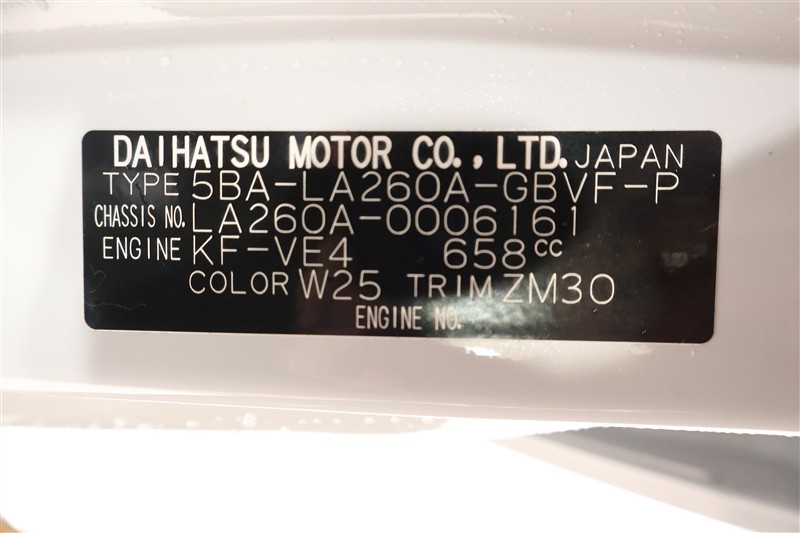 DAIHATSU MOTOR CO., LTD. JAPAN
TYPE 5BA-LA260A-GBVF-P
CHASSIS NO. LA260A-0006161
ENGINE KF-VE4 658cc
COLOR W25 TRIM ZM30
ENGINE NO.